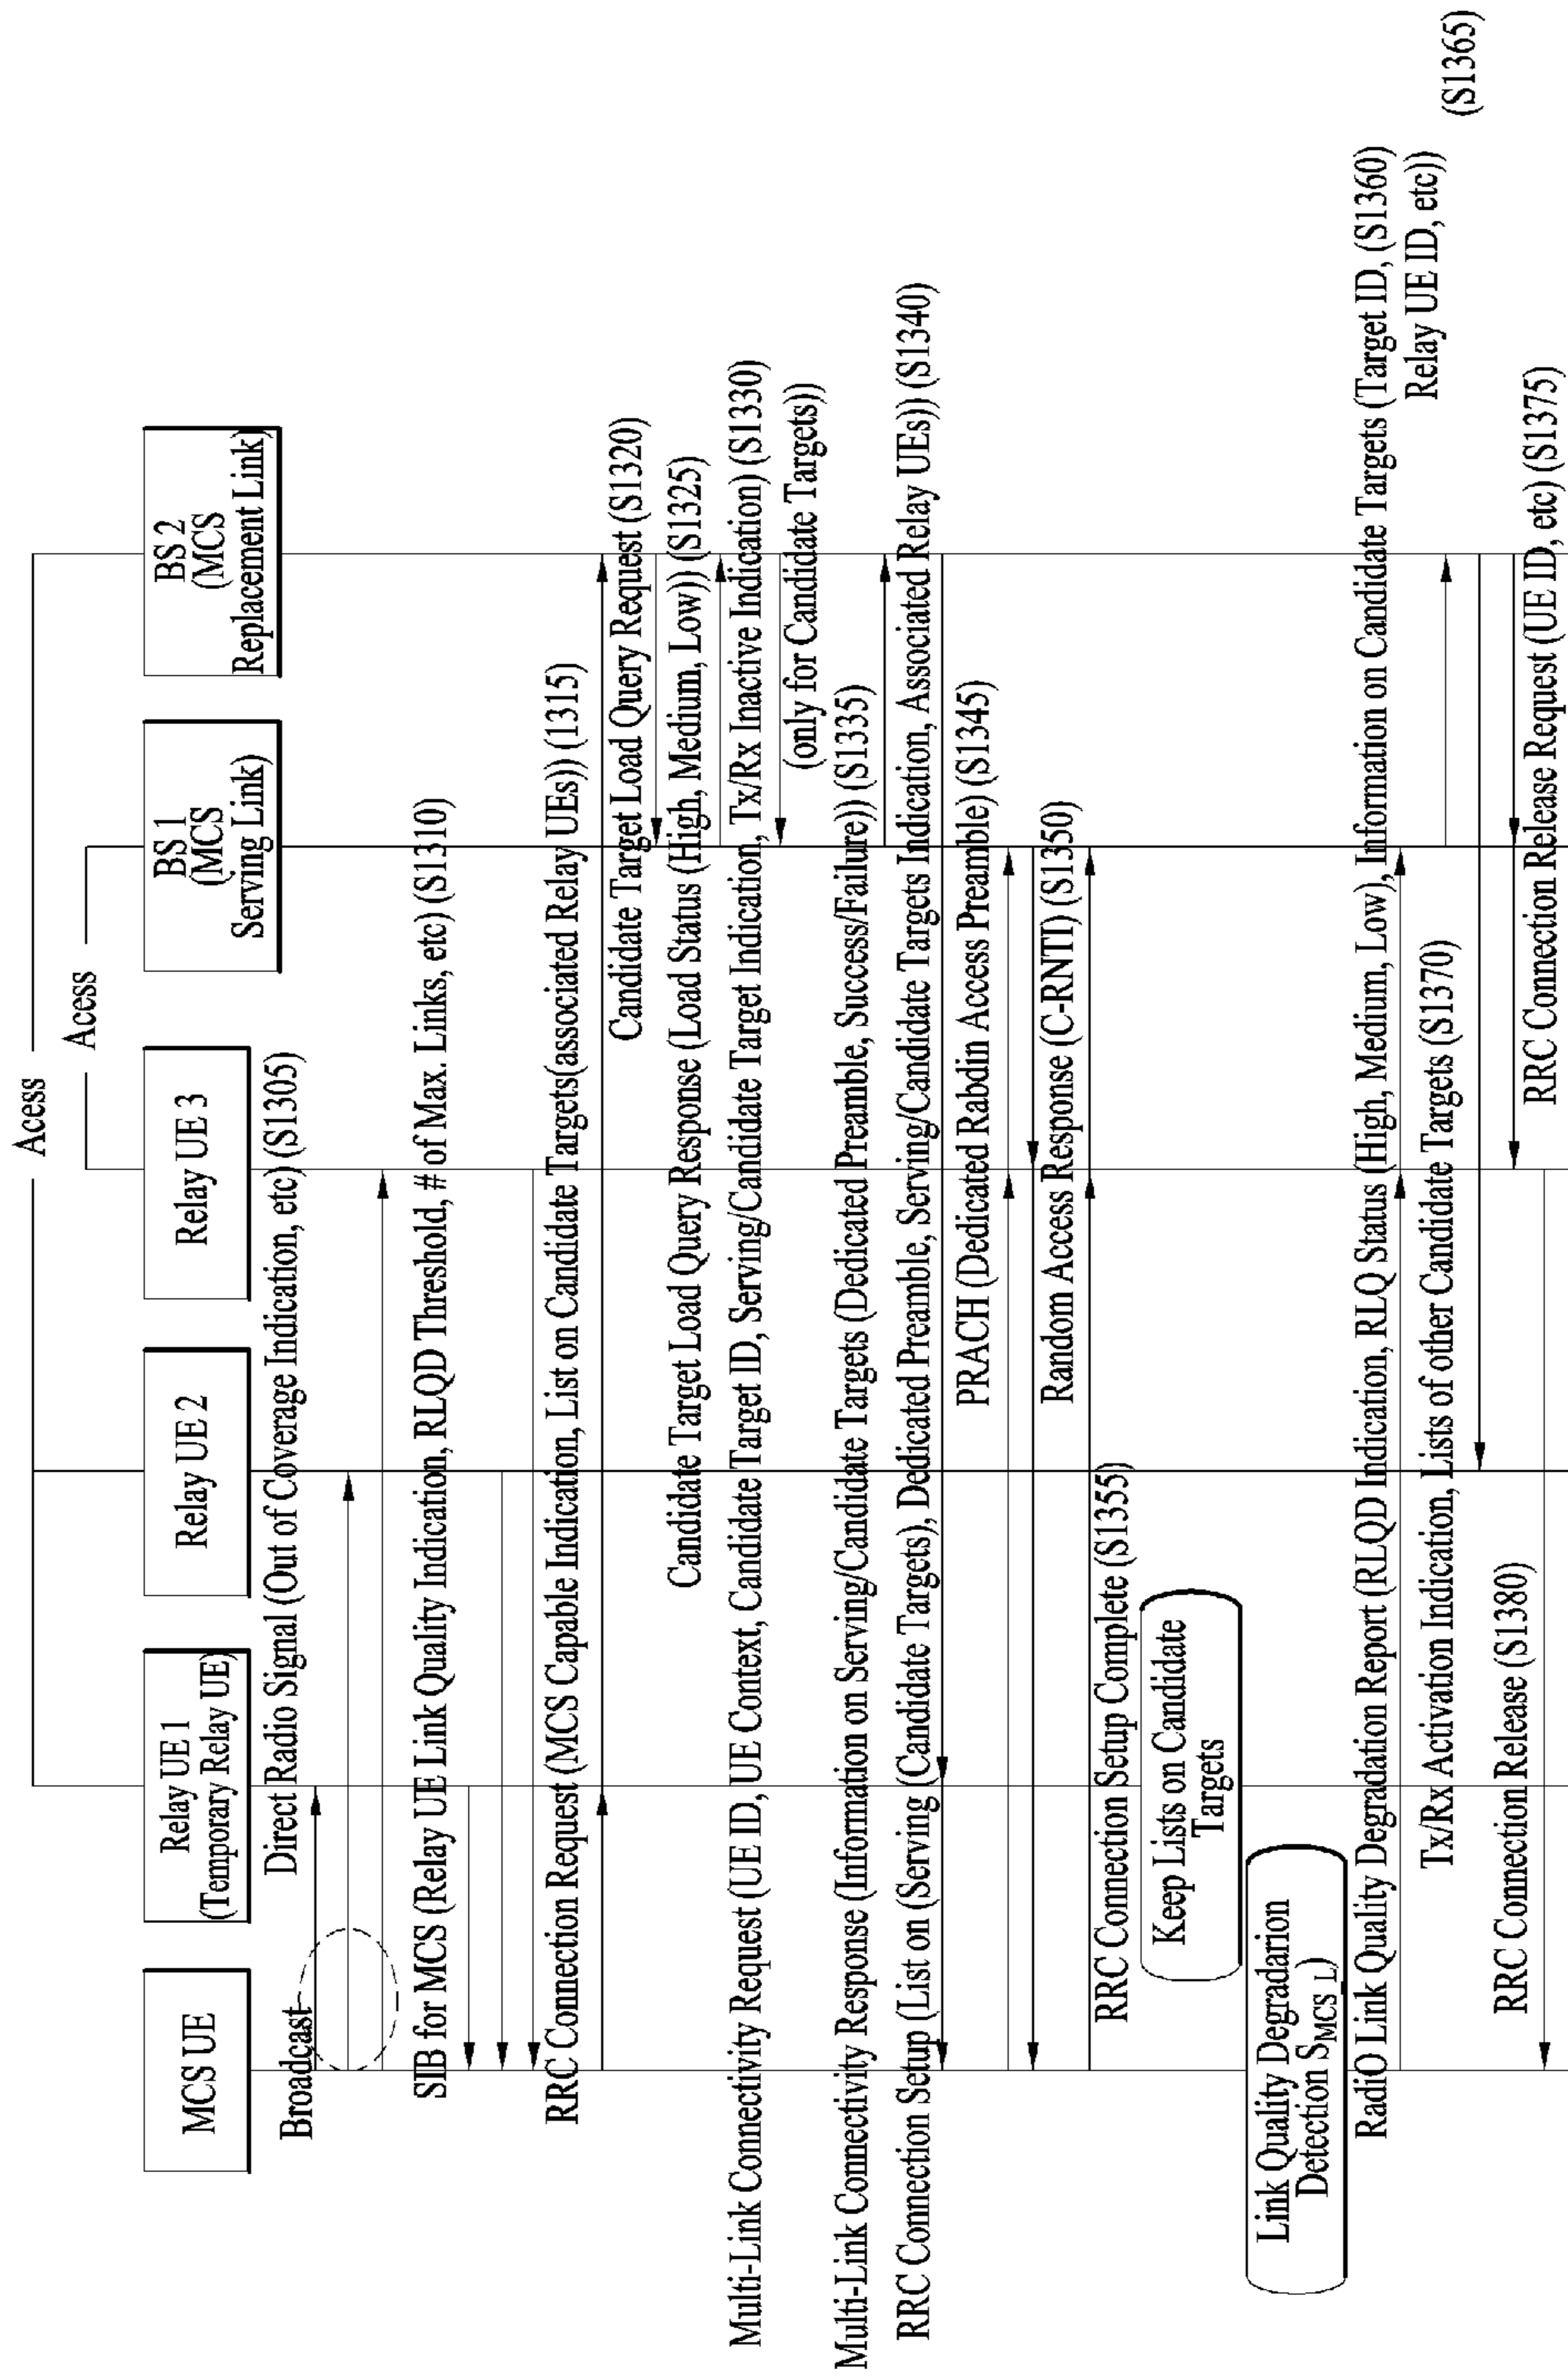 Acess
Acess
MCS UE
Relay UE 1
(Temporary Relay UE)
Relay UE 2
Relay UE 3
BS 1
(MCS
Serving Link)
BS 2
(MCS
Replacement Link)
Direct Radio Signal (Out of Coverage Indication, etc) (S1305)
Broadcast
SIB for MCS (Relay UE Link Quality Indication, RLQD Threshold, # of Max. Links, etc) (S1310)
RRC Connection Request (MCS Capable Indication, List on Candidate Targets(associated Relay UEs)) (1315)
Candidate Target Load Query Request (S1320)
Candidate Target Load Query Response (Load Status (High, Medium, Low)) (S1325)
Multi-Link Connectivity Request (UE ID, UE Context, Candidate Target ID, Serving/Candidate Target Indication, Tx/Rx Inactive Indication) (S1330)
(only for Candidate Targets))
Multi-Link Connectivity Response (Information on Serving/Candidate Targets (Dedicated Preamble, Success/Failure)) (S1335)
RRC Connection Setup (List on (Serving (Candidate Targets), Dedicated Preamble, Serving/Candidate Targets Indication, Associated Relay UEs)) (S1340)
PRACH (Dedicated Rabdin Access Preamble) (S1345)
Random Access Response (C-RNTI) (S1350)
RRC Connection Setup Complete (S1355)
Keep Lists on Candidate
Targets
Link Quality Degradarion
Detection SMCS_L)
RadiO Link Quality Degradation Report (RLQD Indication, RLQ Status (High, Medium, Low), Information on Candidate Targets (Target ID, (S1360)
Relay UE ID, etc))
(S1365)
Tx/Rx Activation Indication, Lists of other Candidate Targets (S1370)
RRC Connection Release Request (UE ID, etc) (S1375)
RRC Connection Release (S1380)